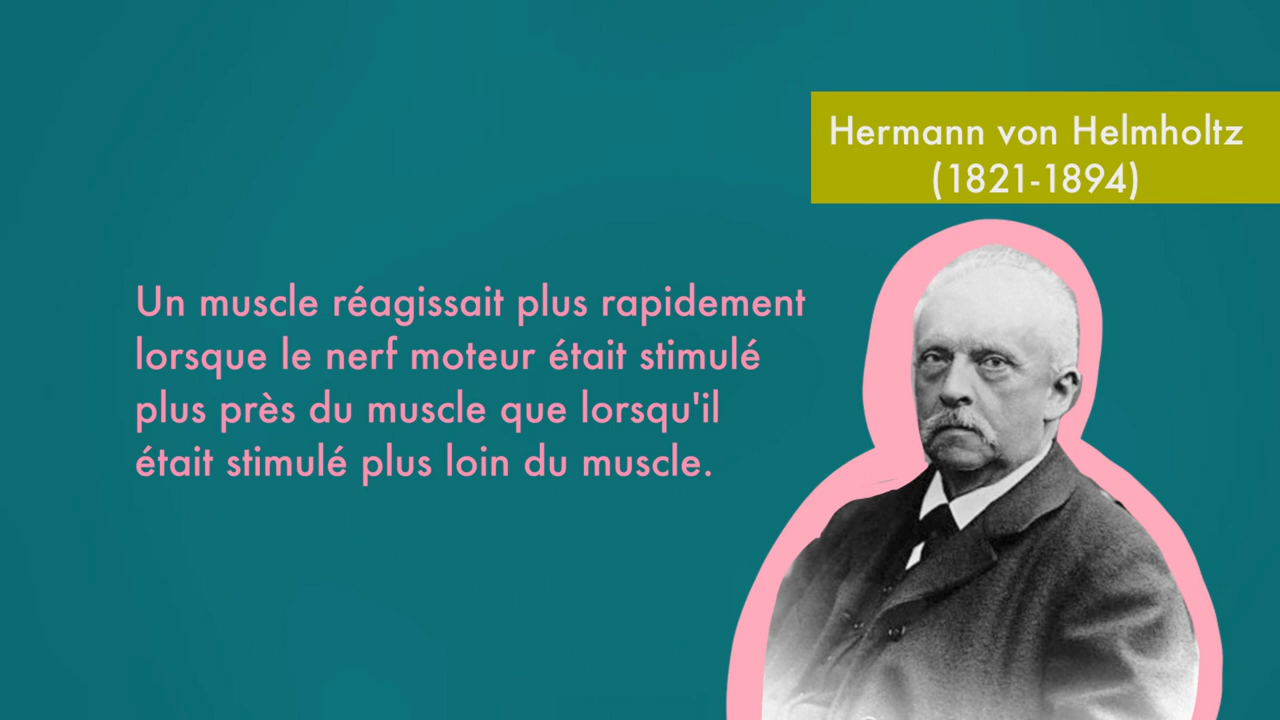 Hermann von Helmholtz
(1821-1894)
Un muscle réagissait plus rapidement
lorsque le nerf moteur était stimulé
plus près du muscle que lorsqu'il
était stimulé plus loin du muscle.